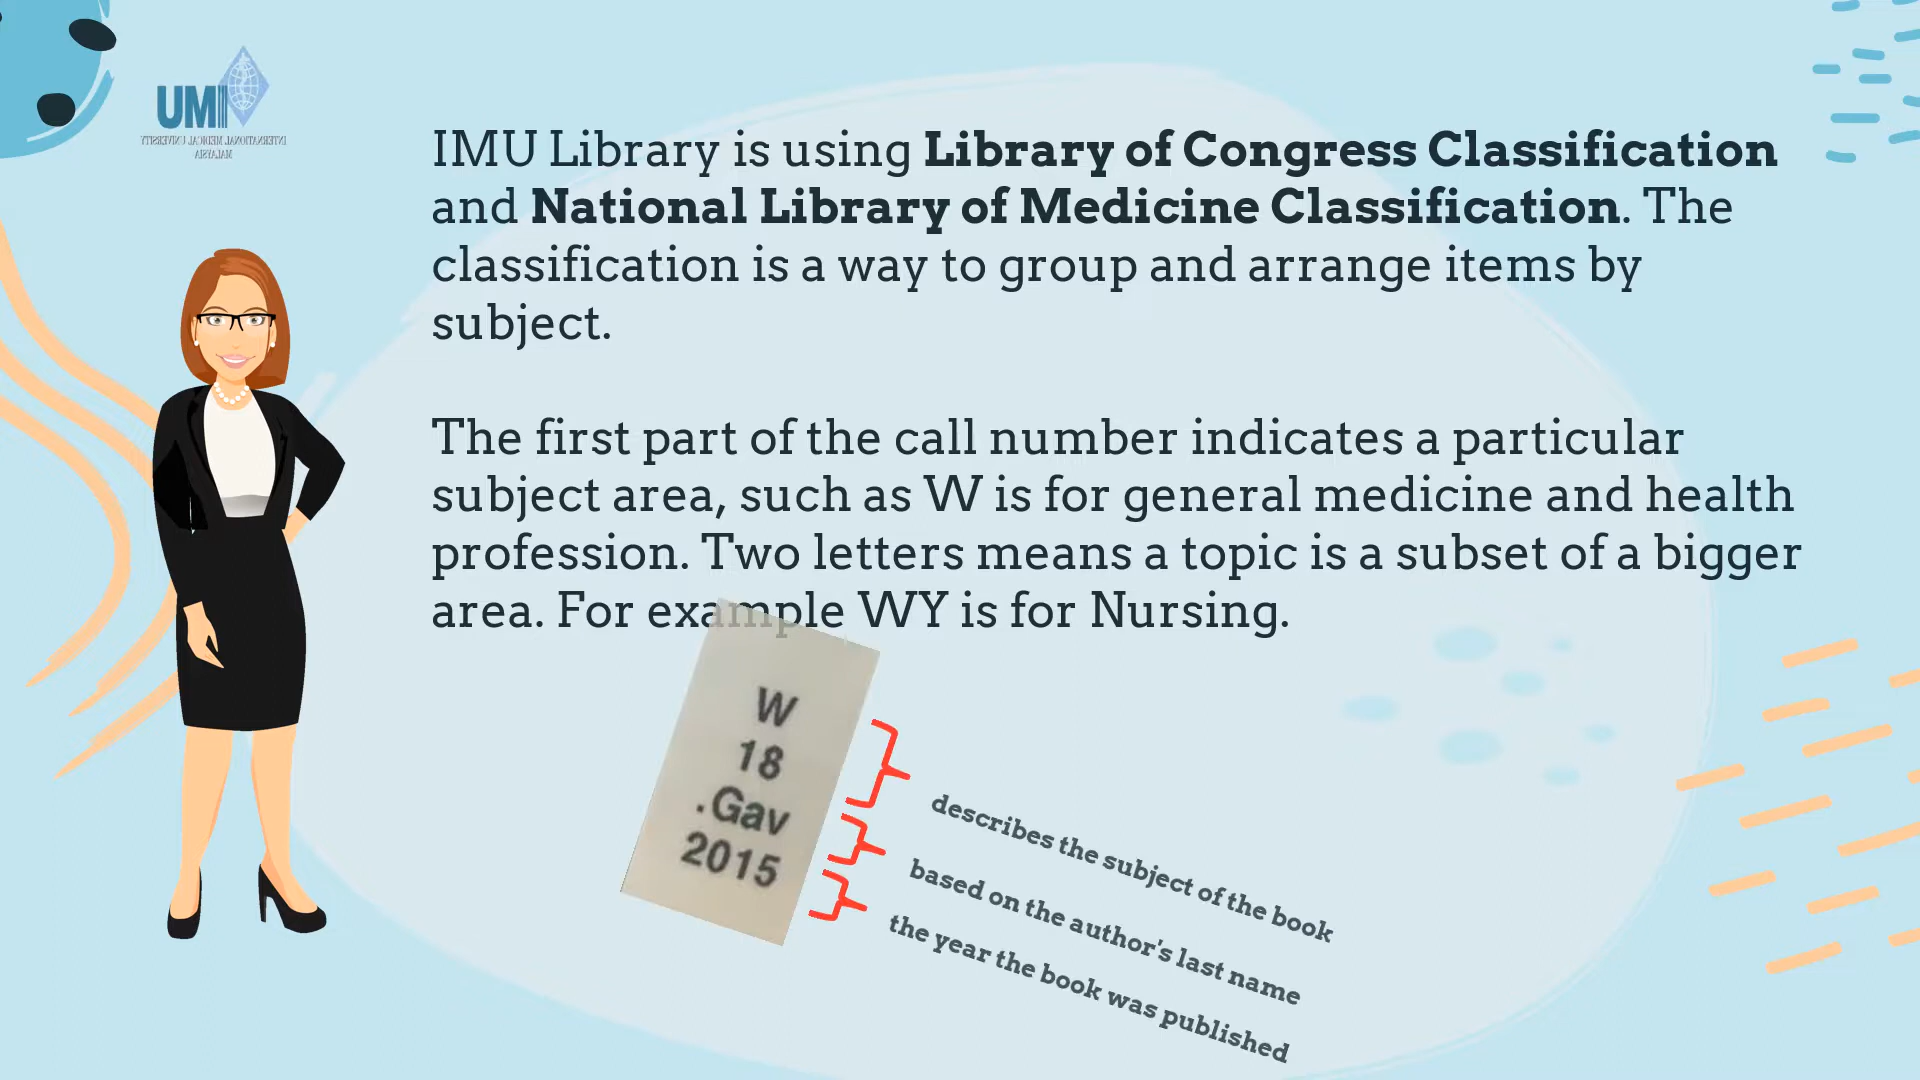 UMI
INTERNATIONAL MEDICAL UNIVERSITY
MALAYSIA
IMU Library is using Library of Congress Classification
and National Library of Medicine Classification. The
classification is a way to group and arrange items by
subject.
The first part of the call number indicates a particular
subject area, such as W is for general medicine and health
profession. Two letters means a topic is a subset of a bigger
area. For example WY is for Nursing.
W
18
.Gav
2015
describes the subject of the book
based on the author's last name
the year the book was published